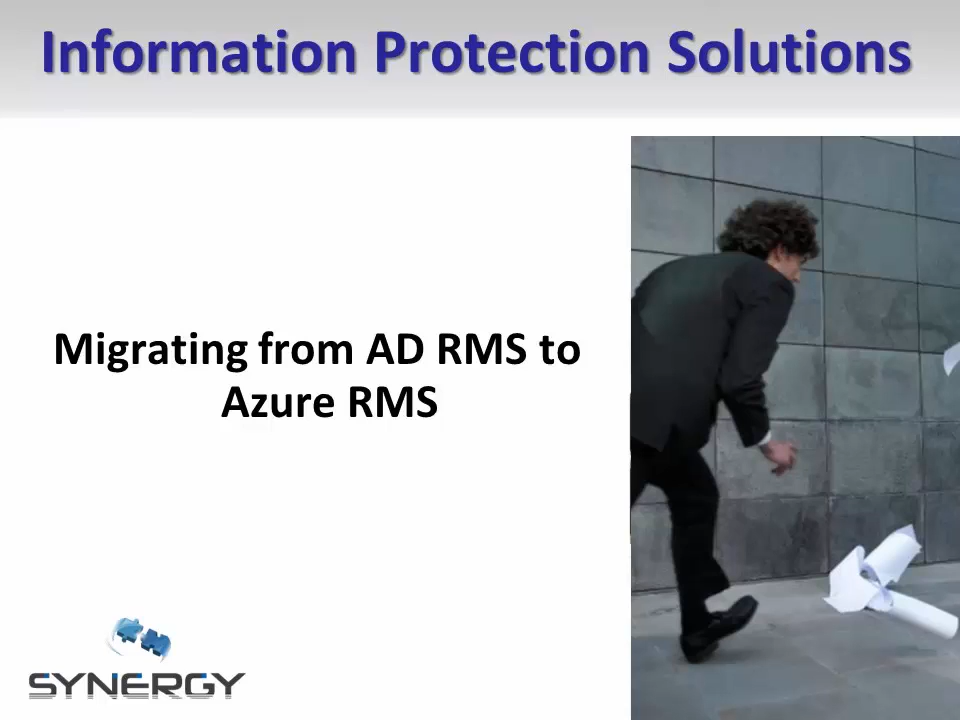 Information Protection Solutions
Migrating from AD RMS to
Azure RMS
SYNERGY